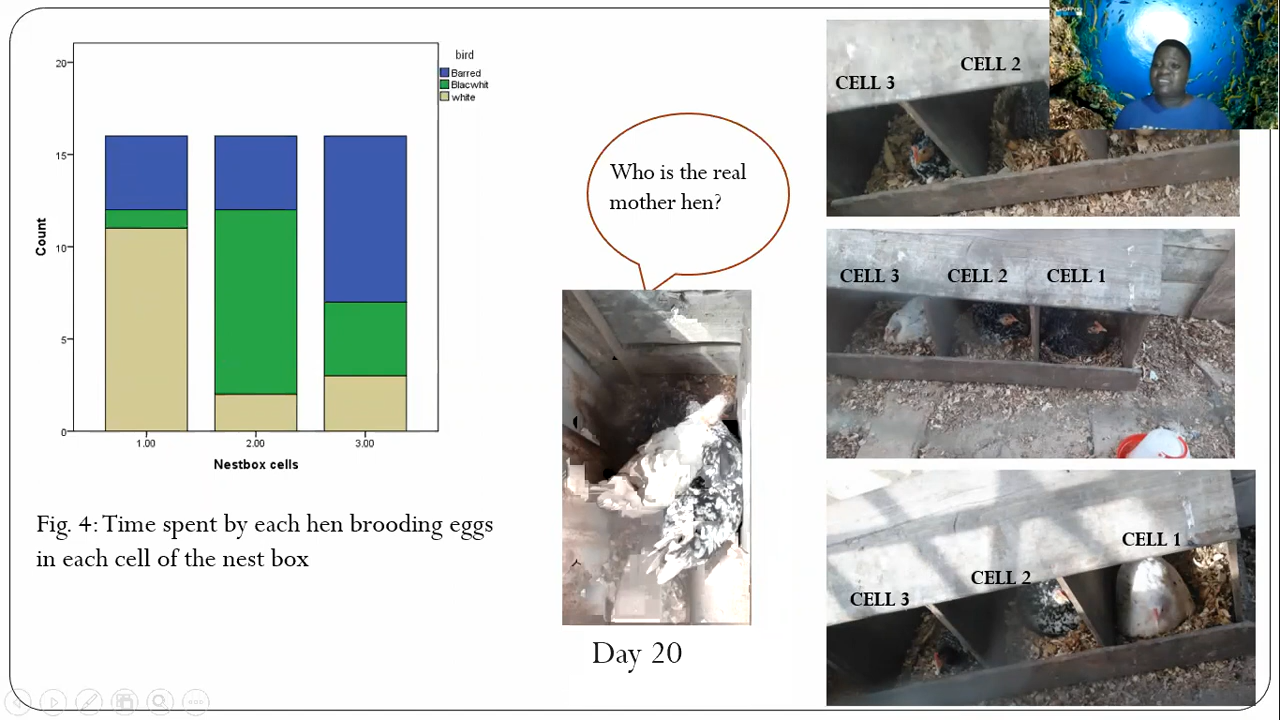 bird
Barred
Blacwhit
white
20
15
10
5
0
Count
1.00
2.00
3.00
Nestbox cells
Fig. 4: Time spent by each hen brooding eggs
in each cell of the nest box
Who is the real
mother hen?
Day 20
CELL 3
CELL 2
CELL 3
CELL 2
CELL 1
CELL 3
CELL 2
CELL 1